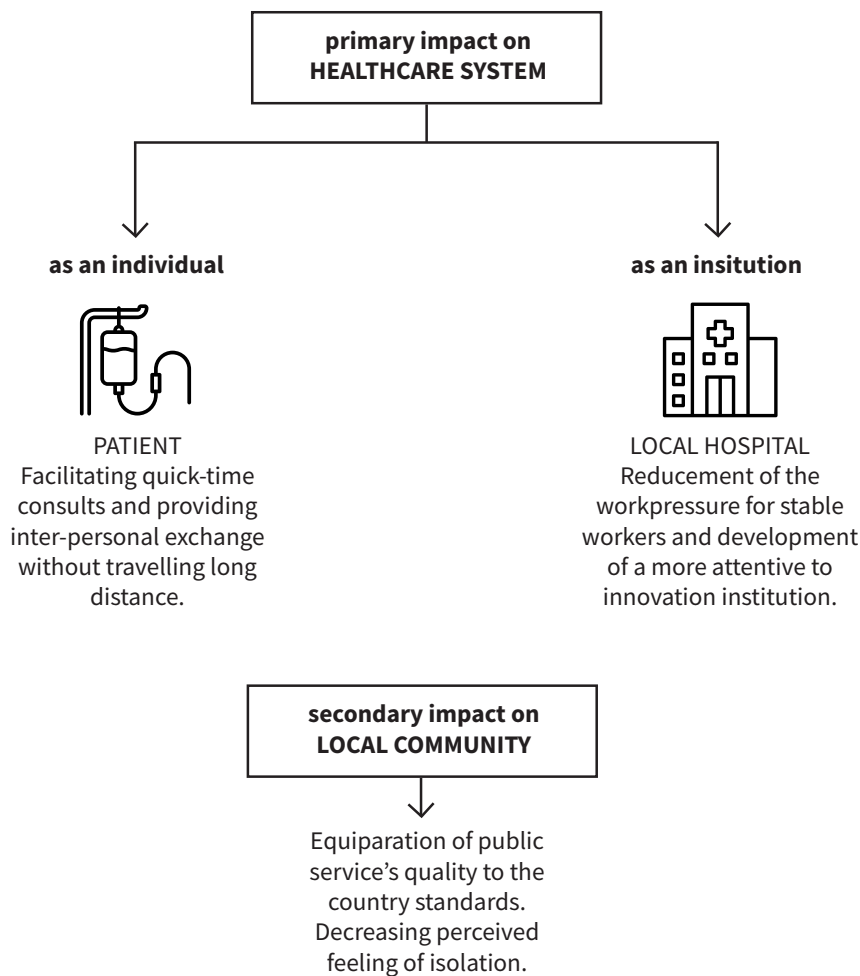 primary impact on
HEALTHCARE SYSTEM
as an individual
PATIENT
Facilitating quick-time
consults and providing
inter-personal exchange
without travelling long
distance.
as an insitution
LOCAL HOSPITAL
Reducement of the
workpressure for stable
workers and development
of a more attentive to
innovation institution.
secondary impact on
LOCAL COMMUNITY
Equiparation of public
service’s quality to the
country standards.
Decreasing perceived
feeling of isolation.